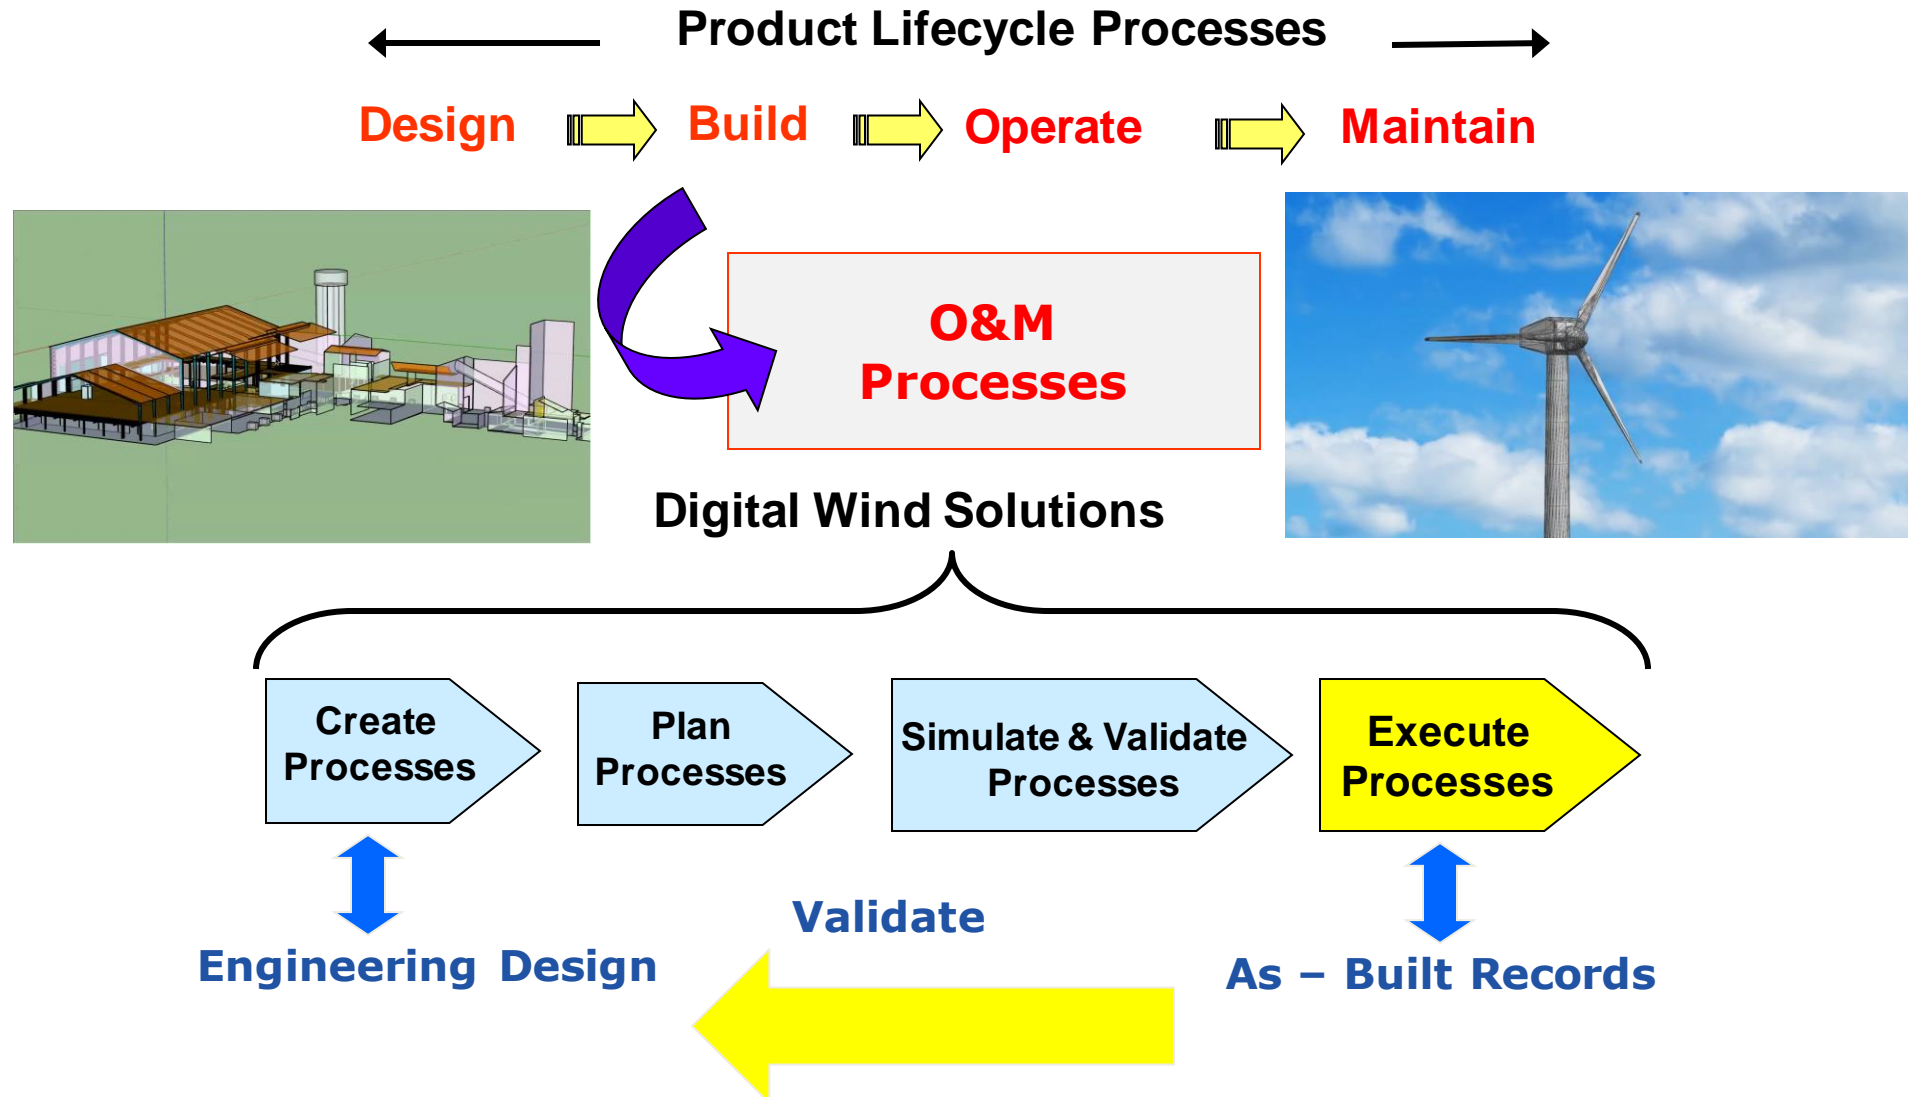 Product Lifecycle Processes
Design Build Operate Maintain
O&M
Processes
Digital Wind Solutions
Create
Processes
Plan
Processes
Simulate & Validate
Processes
Execute
Processes
Validate
Engineering Design
As – Built Records